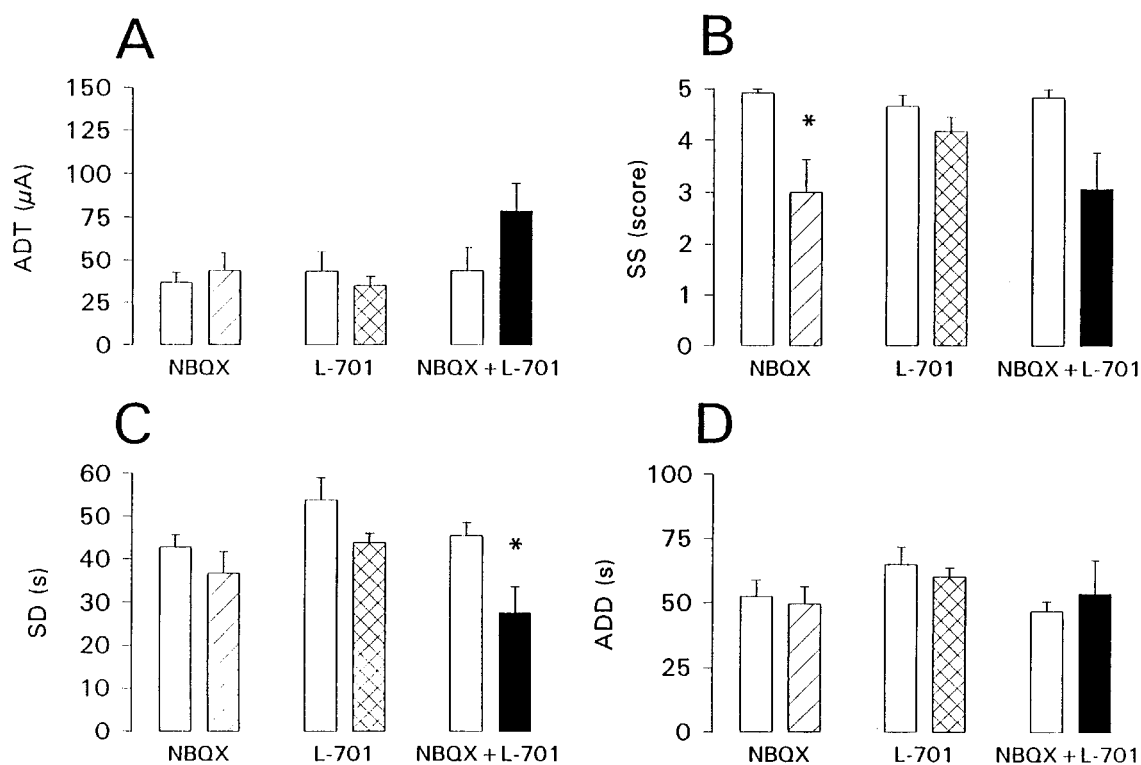 A
ADT (µA)
150
125
100
75
50
25
0
NBQX
L-701
NBQX + L-701
B
SS (score)
5
4
3
2
1
0
*
NBQX
L-701
NBQX + L-701
C
SD (s)
60
50
40
30
20
10
0
*
NBQX
L-701
NBQX + L-701
D
ADD (s)
100
75
50
25
0
NBQX
L-701
NBQX + L-701